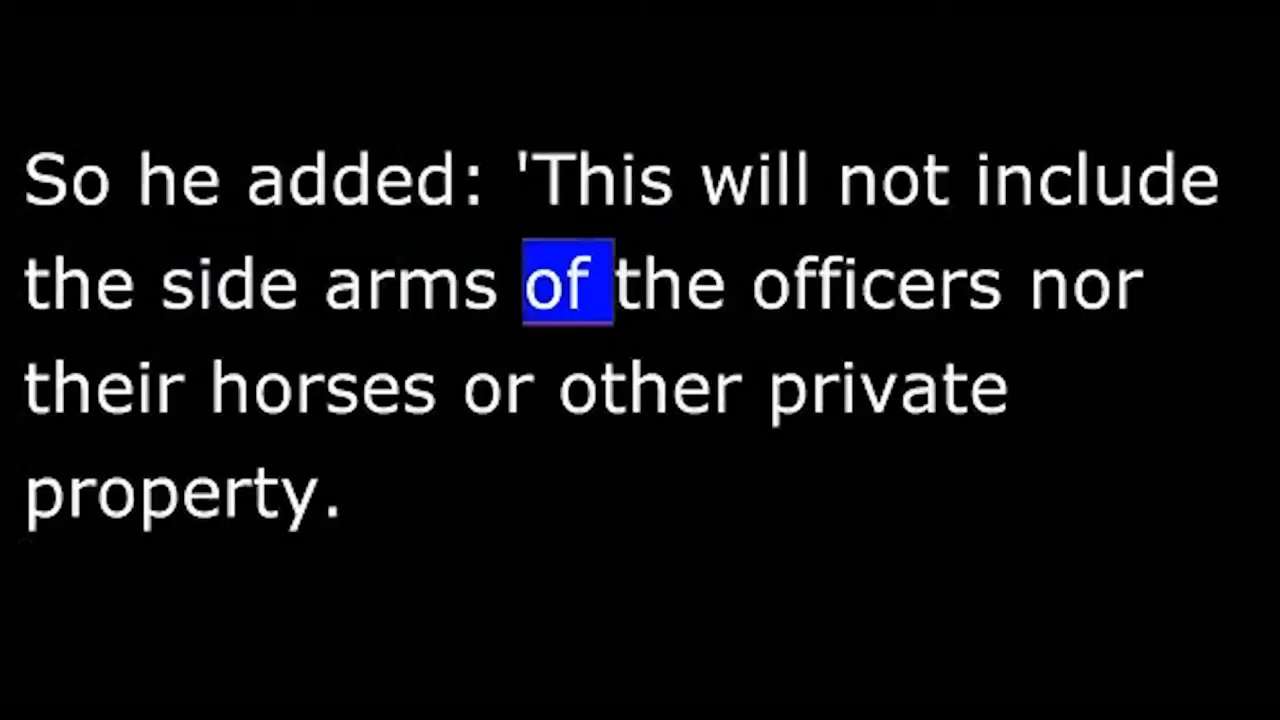 So he added: 'This will not include
the side arms of the officers nor
their horses or other private
property.